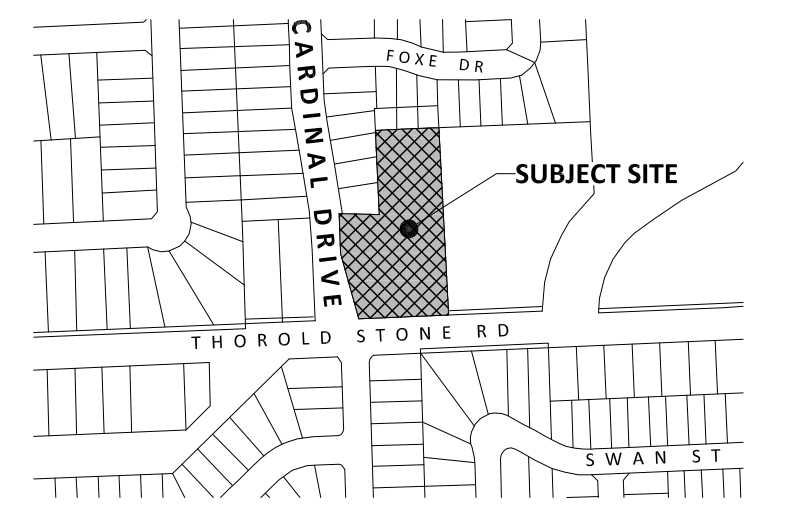 CARDINAL DRIVE
FOXE DR
SUBJECT SITE
THOROLD STONE RD
SWAN ST